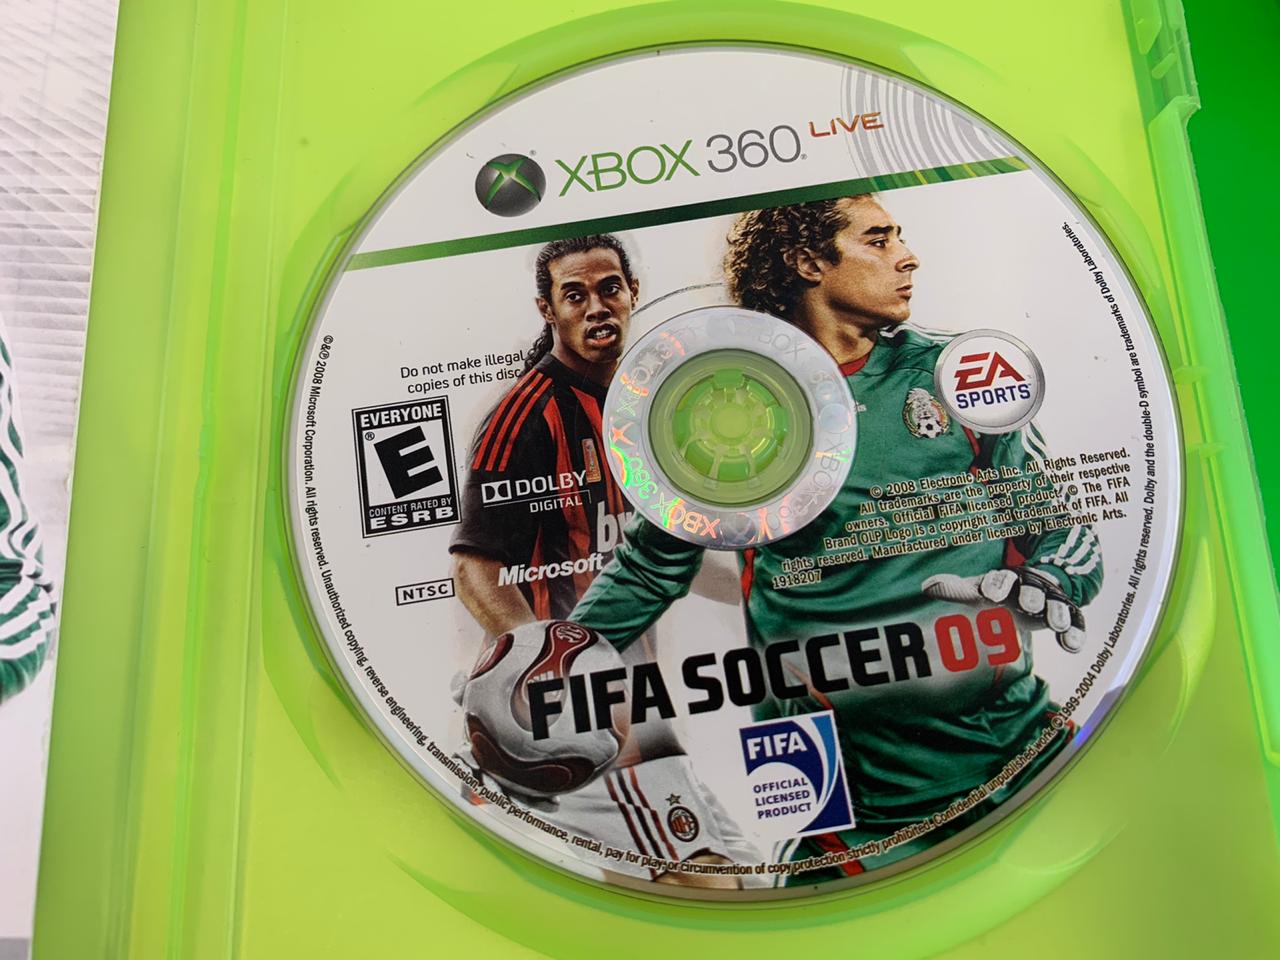 XBOX 360 LIVE
Do not make illegal
copies of this disc.
EVERYONE
E
®
CONTENT RATED BY
ESRB
DOLBY
DIGITAL
Microsoft
NTSC
EA
SPORTS
© 2008 Electronic Arts Inc. All Rights Reserved.
All trademarks are the property of their respective
owners. Official FIFA licensed product. © The FIFA
Brand OLP Logo is a copyright and trademark of FIFA. All
rights reserved. Manufactured under license by Electronic Arts.
1918207
FIFA SOCCER 09
FIFA
OFFICIAL
LICENSED
PRODUCT
©&℗ 2008 Microsoft Corporation. All rights reserved. Unauthorized copying, reverse engineering, transmission, public performance, rental, pay for play, or circumvention of copy protection strictly prohibited. Confidential unpublished work. ©1999-2004 Dolby Laboratories. All rights reserved. Dolby and the double-D symbol are trademarks of Dolby Laboratories.
XBOX 360